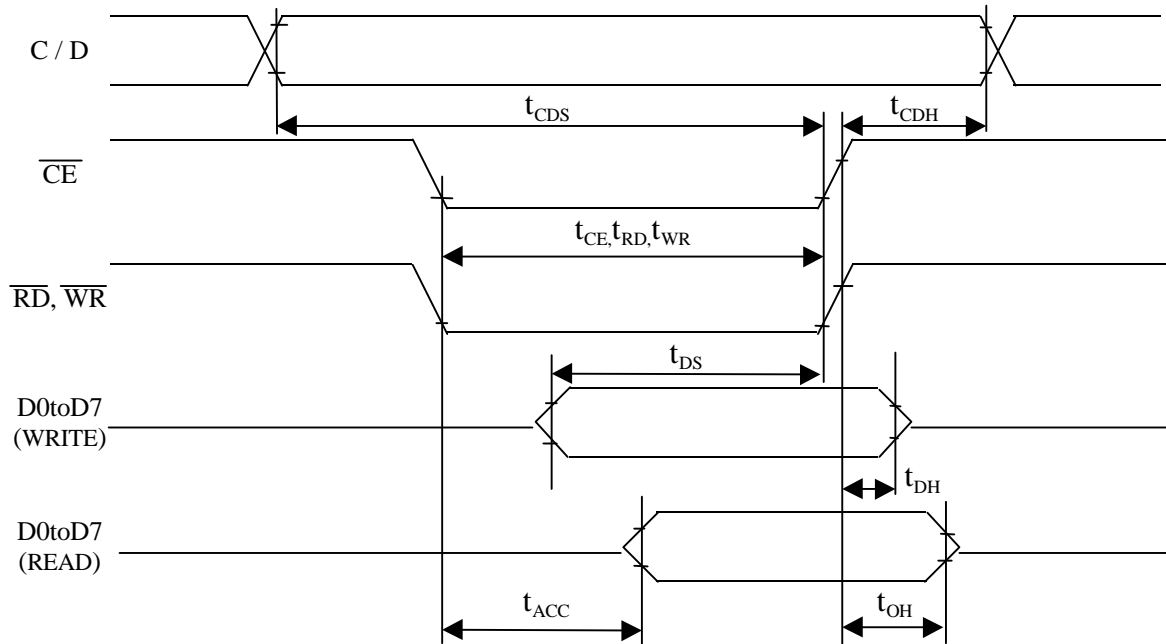 C / D
tCDS
tCDH
CE
tCE,tRD,tWR
RD, WR
tDS
D0toD7
(WRITE)
tDH
D0toD7
(READ)
tACC
tOH